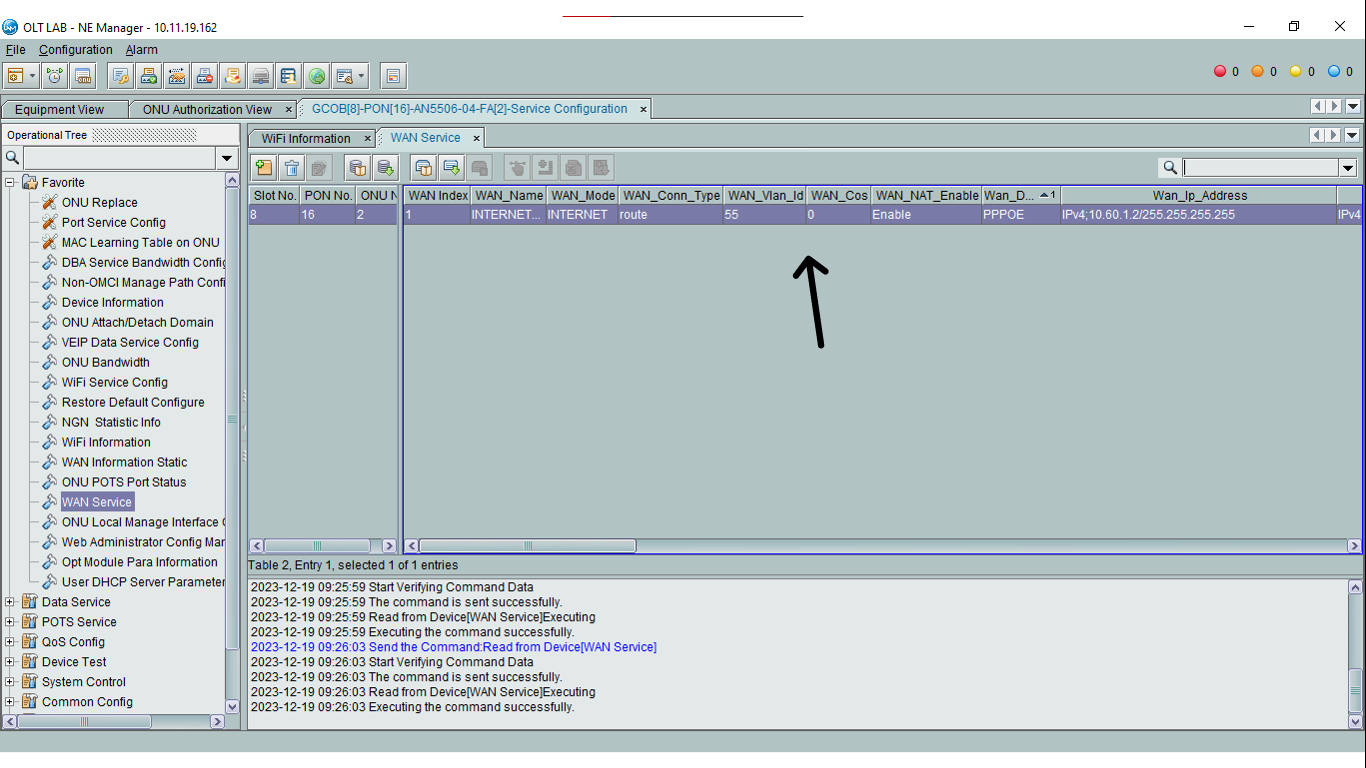 OLT LAB - NE Manager - 10.11.19.162
File Configuration Alarm
0 0 0 0
Equipment View ONU Authorization View GCOB[8]-PON[16]-AN5506-04-FA[2]-Service Configuration
Operational Tree
WiFi Information WAN Service
Favorite
ONU Replace
Port Service Config
MAC Learning Table on ONU
DBA Service Bandwidth Config
Non-OMCI Manage Path Confi
Device Information
ONU Attach/Detach Domain
VEIP Data Service Config
ONU Bandwidth
WiFi Service Config
Restore Default Configure
NGN Statistic Info
WiFi Information
WAN Information Static
ONU POTS Port Status
WAN Service
ONU Local Manage Interface C
Web Administrator Config Mar
Opt Module Para Information
User DHCP Server Parameter
Data Service
POTS Service
QoS Config
Device Test
System Control
Common Config
Slot No. PON No. ONU N WAN Index WAN_Name WAN_Mode WAN_Conn_Type WAN_Vlan_Id WAN_Cos WAN_NAT_Enable Wan_D... 1 Wan_Ip_Address
8 16 2 1 INTERNET... INTERNET route 55 0 Enable PPPOE IPv4;10.60.1.2/255.255.255.255 IPv4
Table 2, Entry 1, selected 1 of 1 entries
2023-12-19 09:25:59 Start Verifying Command Data
2023-12-19 09:25:59 The command is sent successfully.
2023-12-19 09:25:59 Read from Device[WAN Service]Executing
2023-12-19 09:25:59 Executing the command successfully.
2023-12-19 09:26:03 Send the Command:Read from Device[WAN Service]
2023-12-19 09:26:03 Start Verifying Command Data
2023-12-19 09:26:03 The command is sent successfully.
2023-12-19 09:26:03 Read from Device[WAN Service]Executing
2023-12-19 09:26:03 Executing the command successfully.